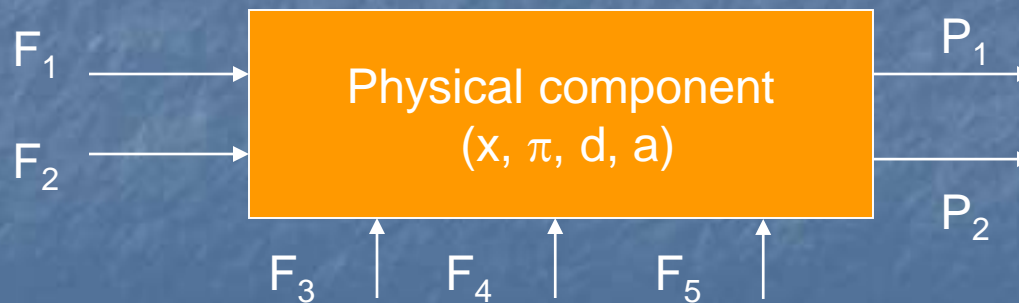 F₁
P₁
Physical component
(x, π, d, a)
F₂
P₂
F₃ F₄ F₅